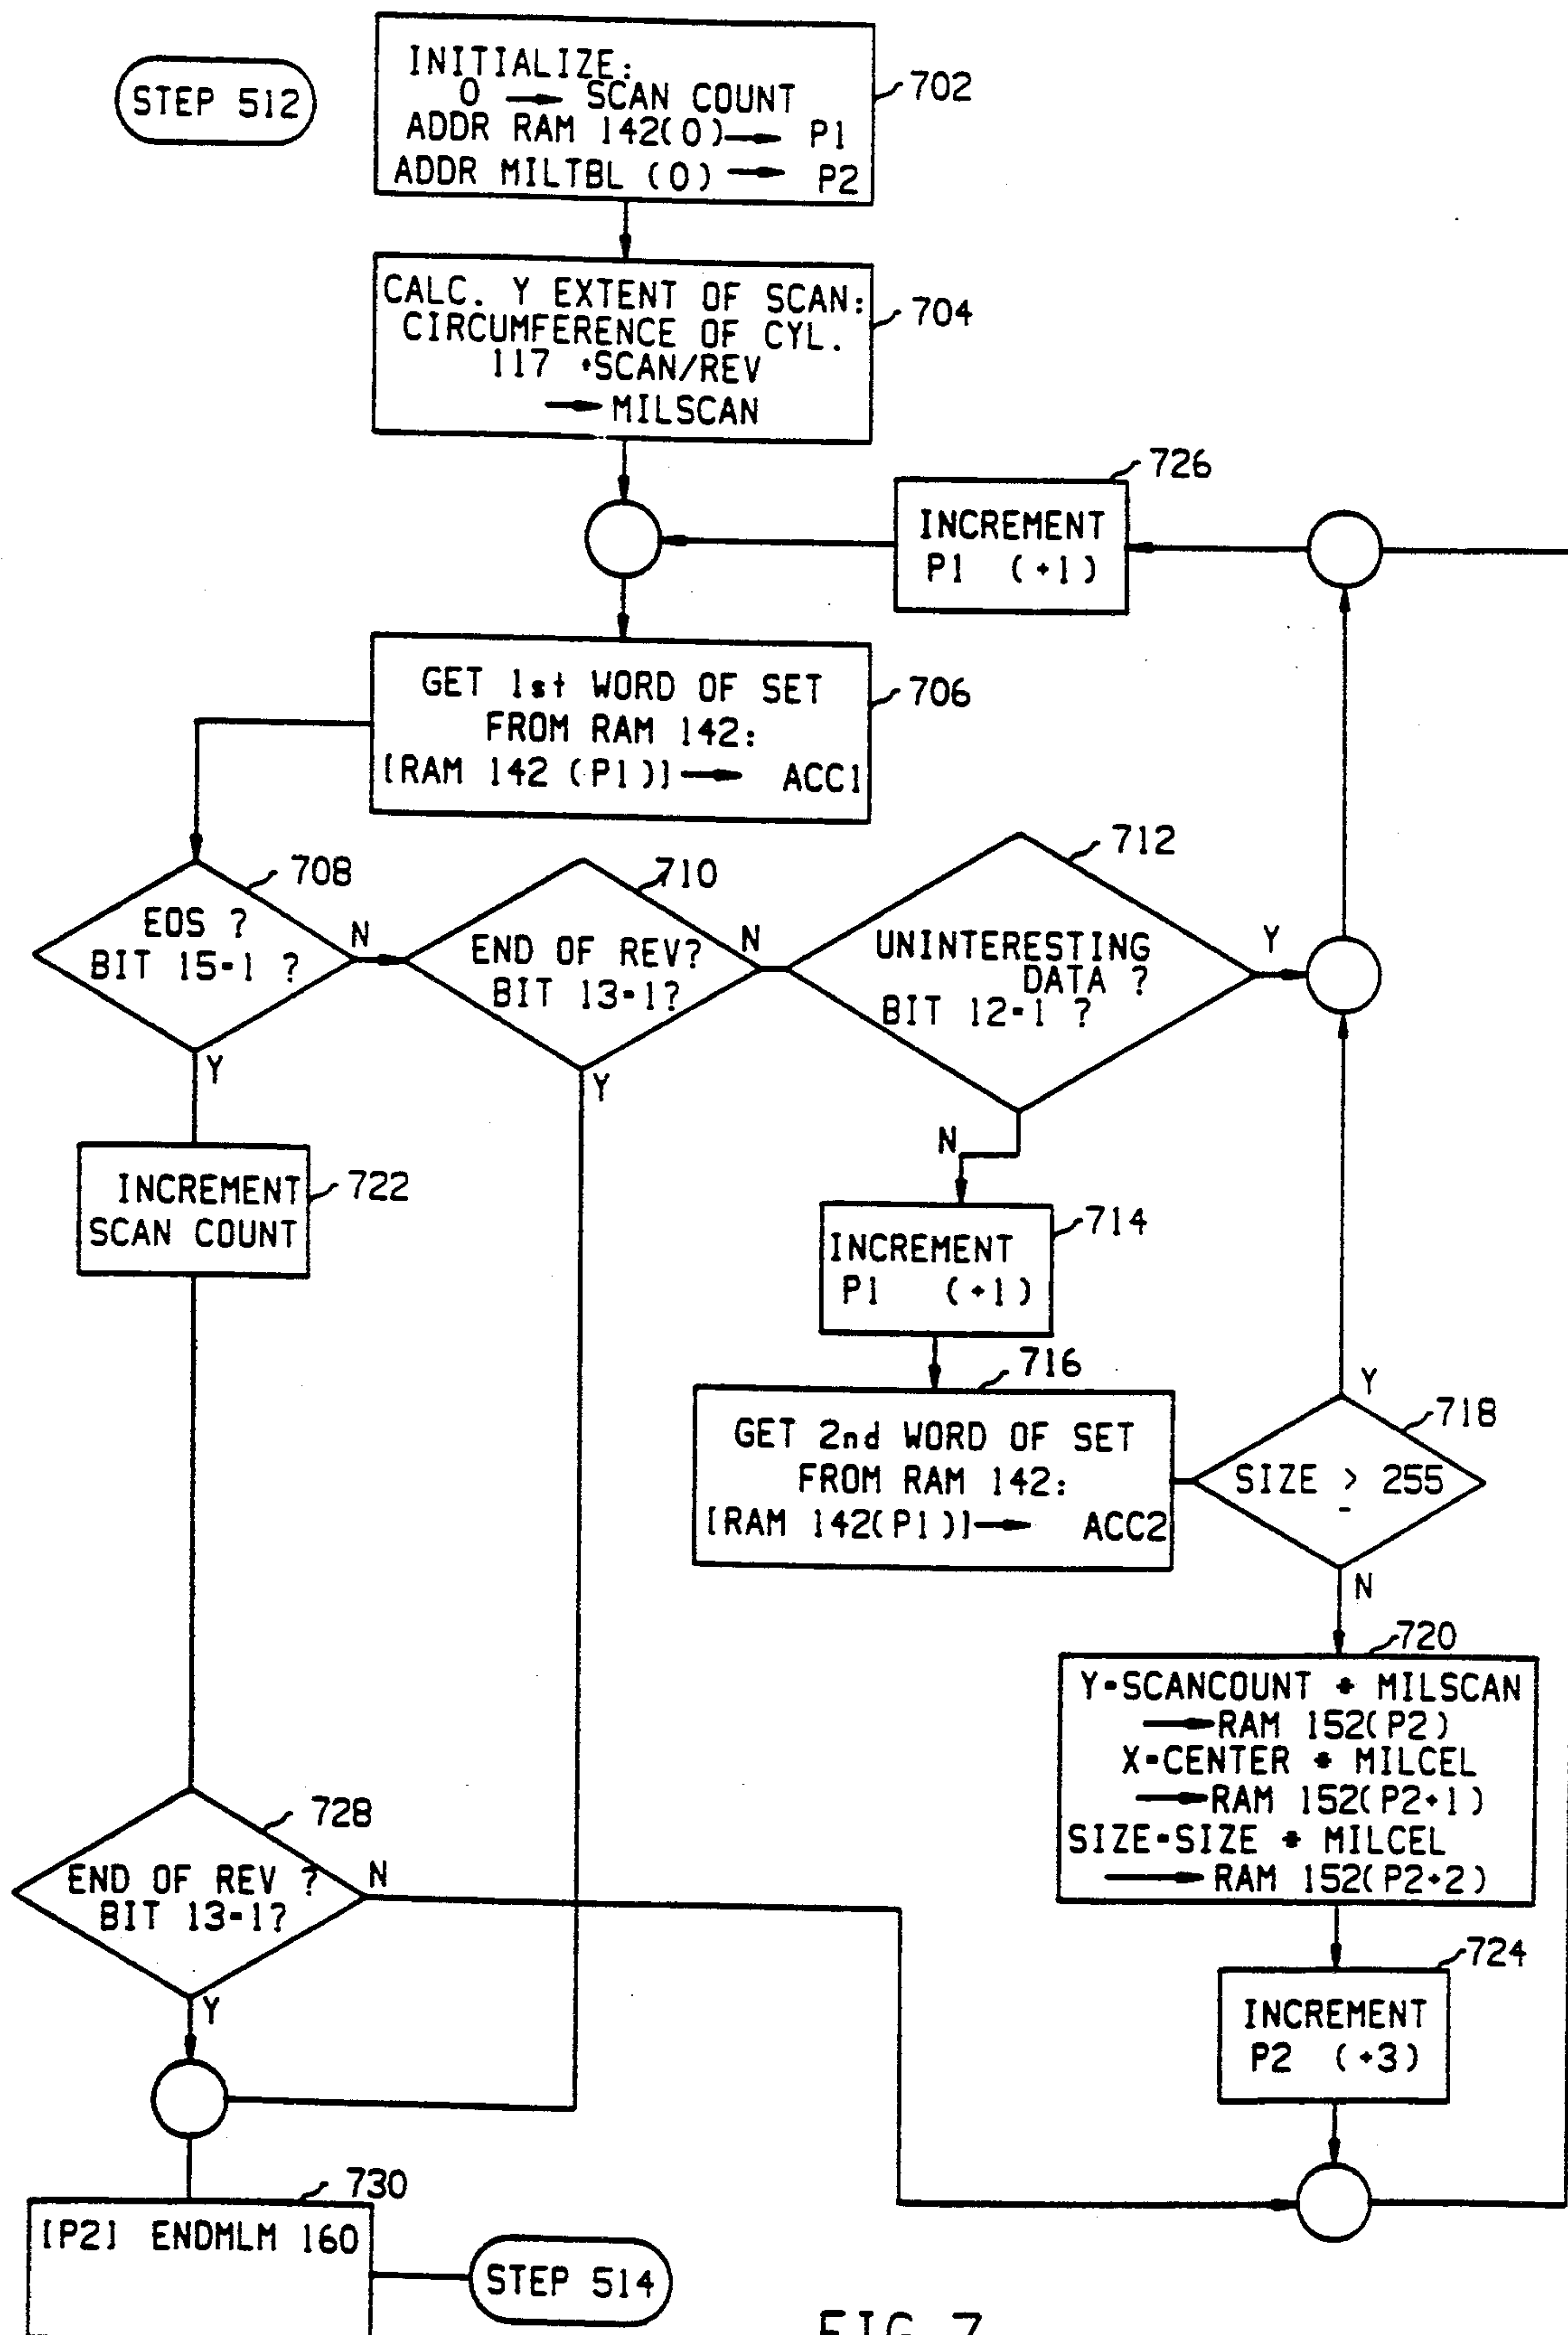 STEP 512
INITIALIZE:
0 → SCAN COUNT
ADDR RAM 142(0) → P1
ADDR MILTBL (0) → P2
702
CALC. Y EXTENT OF SCAN:
CIRCUMFERENCE OF CYL.
117 ÷SCAN/REV
→ MILSCAN
704
726
INCREMENT
P1 (+1)
GET 1st WORD OF SET
FROM RAM 142:
[RAM 142 (P1)] → ACC1
706
708
EOS ?
BIT 15=1 ?
N
Y
710
END OF REV?
BIT 13=1?
N
Y
712
UNINTERESTING
DATA ?
BIT 12=1 ?
Y
N
INCREMENT
SCAN COUNT
722
714
INCREMENT
P1 (+1)
716
GET 2nd WORD OF SET
FROM RAM 142:
[RAM 142(P1)] → ACC2
Y
718
SIZE ≥ 255
N
720
Y=SCANCOUNT * MILSCAN
→ RAM 152(P2)
X=CENTER * MILCEL
→ RAM 152(P2+1)
SIZE=SIZE * MILCEL
→ RAM 152(P2+2)
728
END OF REV ?
BIT 13=1?
N
Y
724
INCREMENT
P2 (+3)
730
[P2] ENDMLM 160
STEP 514
FIG 7